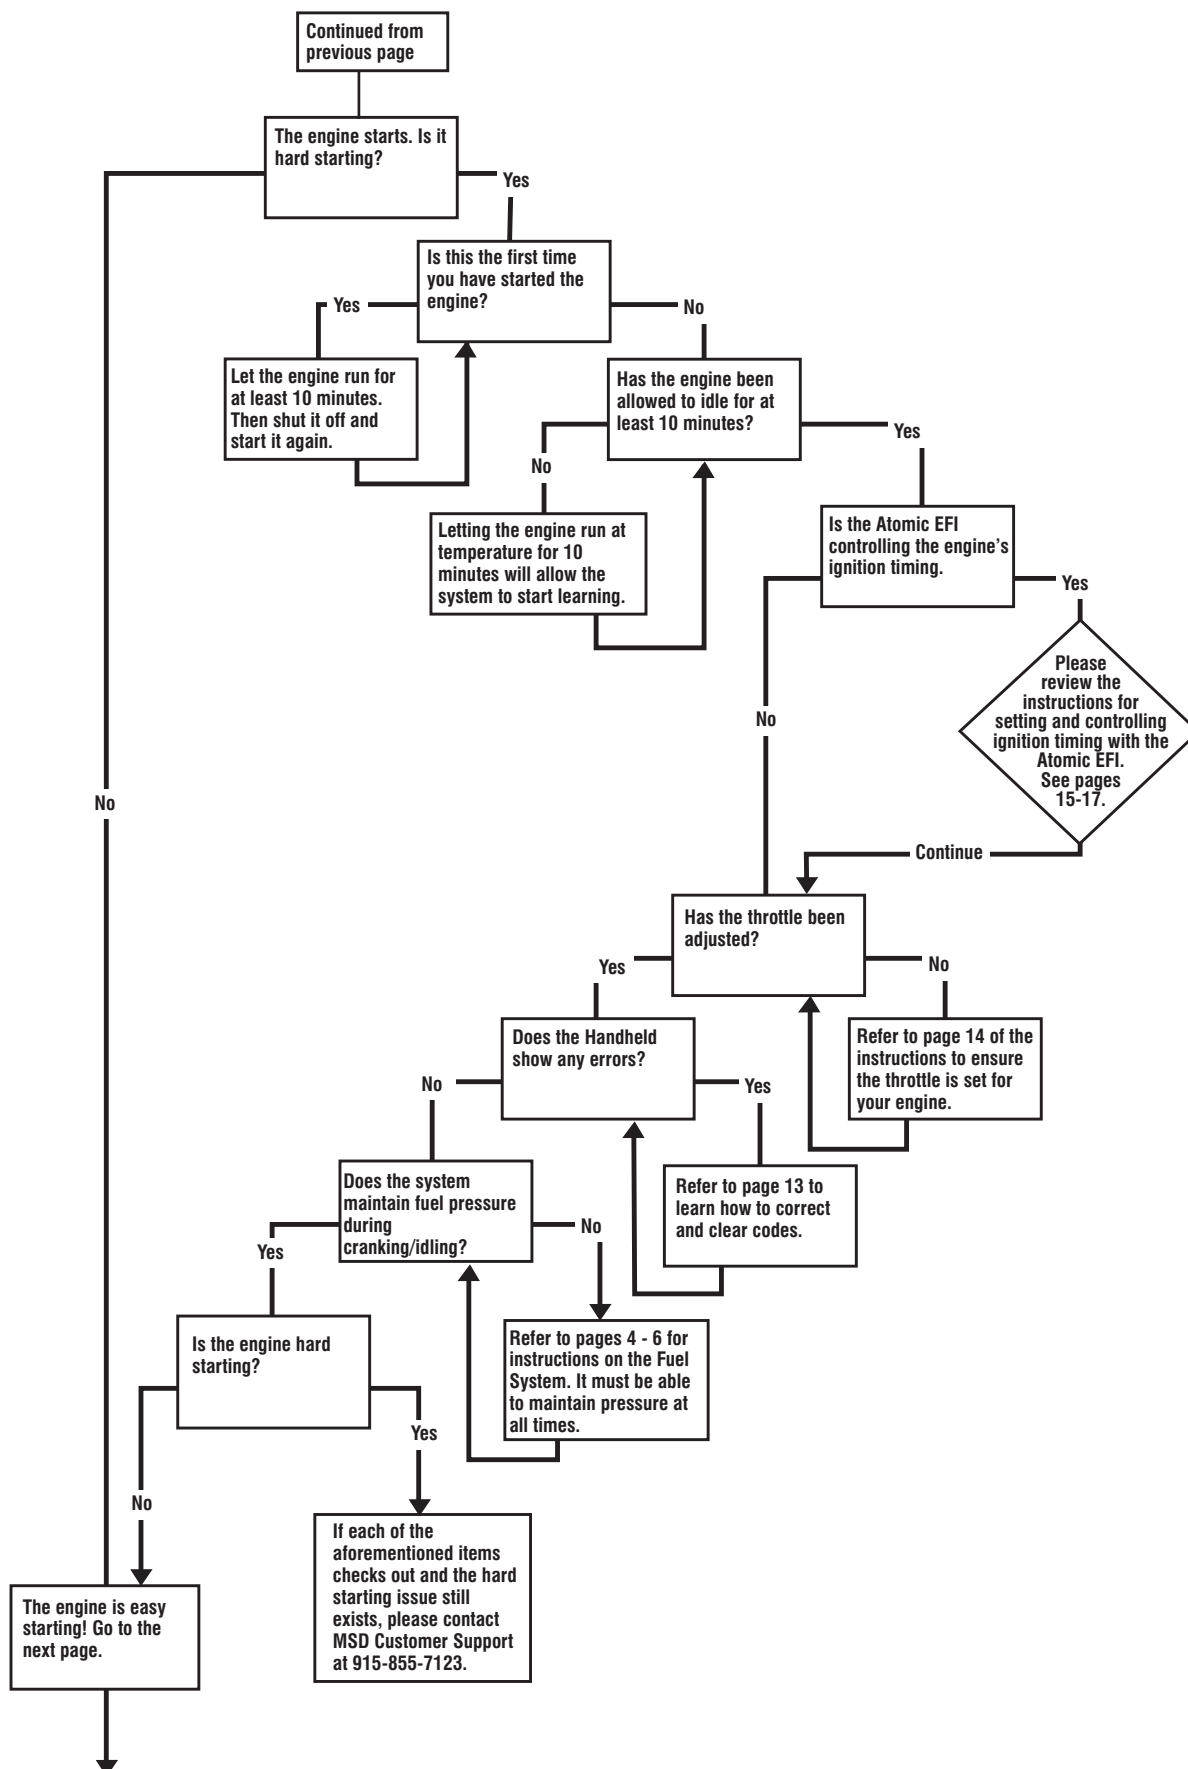 Continued from
previous page
The engine starts. Is it
hard starting?
Yes
Is this the first time
you have started the
engine?
Yes
No
Let the engine run for
at least 10 minutes.
Then shut it off and
start it again.
Has the engine been
allowed to idle for at
least 10 minutes?
Yes
No
Letting the engine run at
temperature for 10
minutes will allow the
system to start learning.
Is the Atomic EFI
controlling the engine's
ignition timing.
Yes
Please
review the
instructions for
setting and controlling
ignition timing with the
Atomic EFI.
See pages
15-17.
No
No
Continue
Has the throttle been
adjusted?
Yes
No
Refer to page 14 of the
instructions to ensure
the throttle is set for
your engine.
Does the Handheld
show any errors?
No
Yes
Refer to page 13 to
learn how to correct
and clear codes.
Does the system
maintain fuel pressure
during
cranking/idling?
Yes
No
Refer to pages 4 - 6 for
instructions on the Fuel
System. It must be able
to maintain pressure at
all times.
Is the engine hard
starting?
Yes
No
If each of the
aforementioned items
checks out and the hard
starting issue still
exists, please contact
MSD Customer Support
at 915-855-7123.
The engine is easy
starting! Go to the
next page.